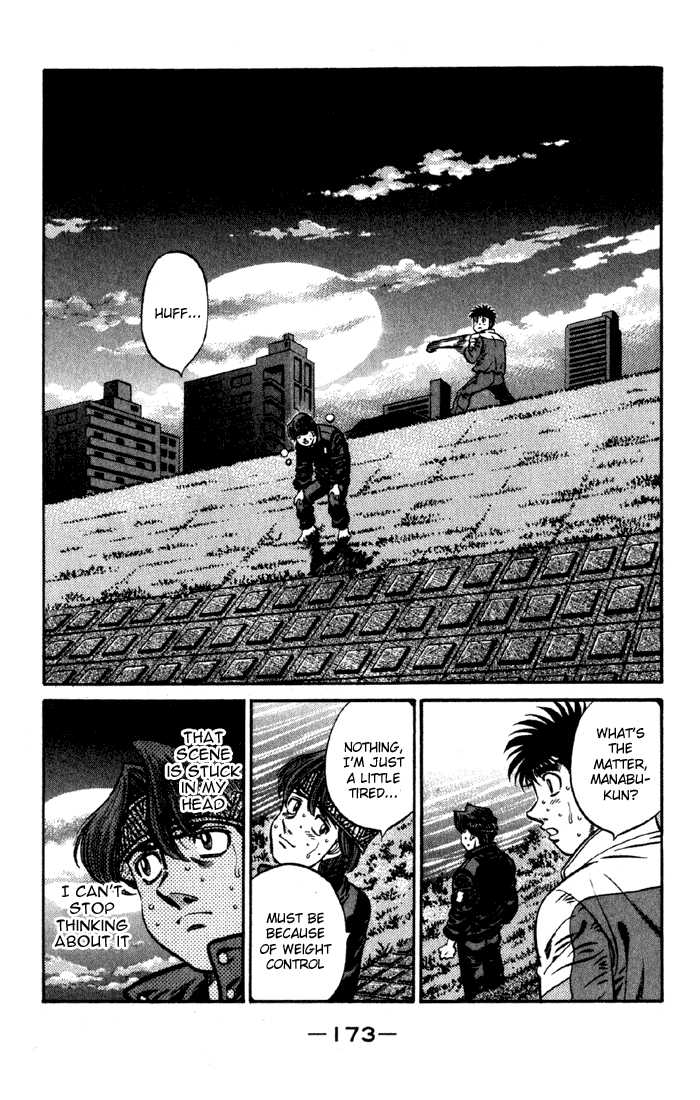 HUFF...
WHAT'S
THE
MATTER,
MANABU-
KUN?
NOTHING,
I'M JUST
A LITTLE
TIRED...
MUST BE
BECAUSE
OF WEIGHT
CONTROL
THAT
SCENE
IS STUCK
IN MY
HEAD
I CAN'T
STOP
THINKING
ABOUT IT
—173—